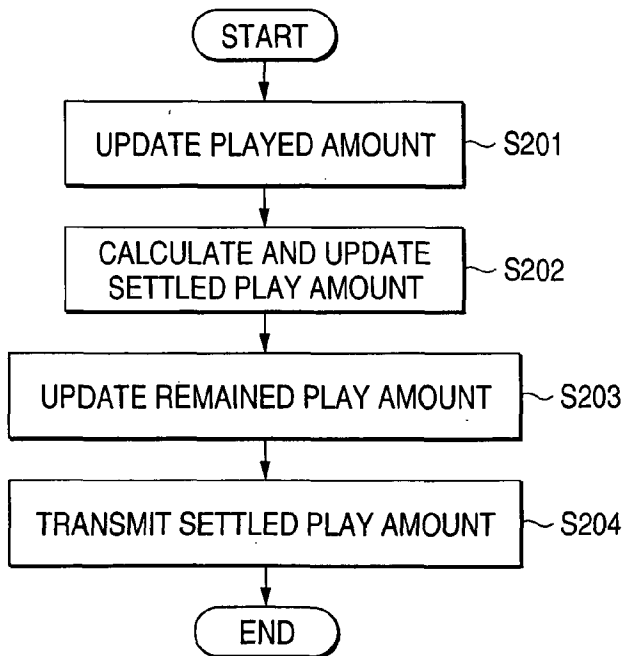 START
UPDATE PLAYED AMOUNT
S201
CALCULATE AND UPDATE
SETTLED PLAY AMOUNT
S202
UPDATE REMAINED PLAY AMOUNT
S203
TRANSMIT SETTLED PLAY AMOUNT
S204
END